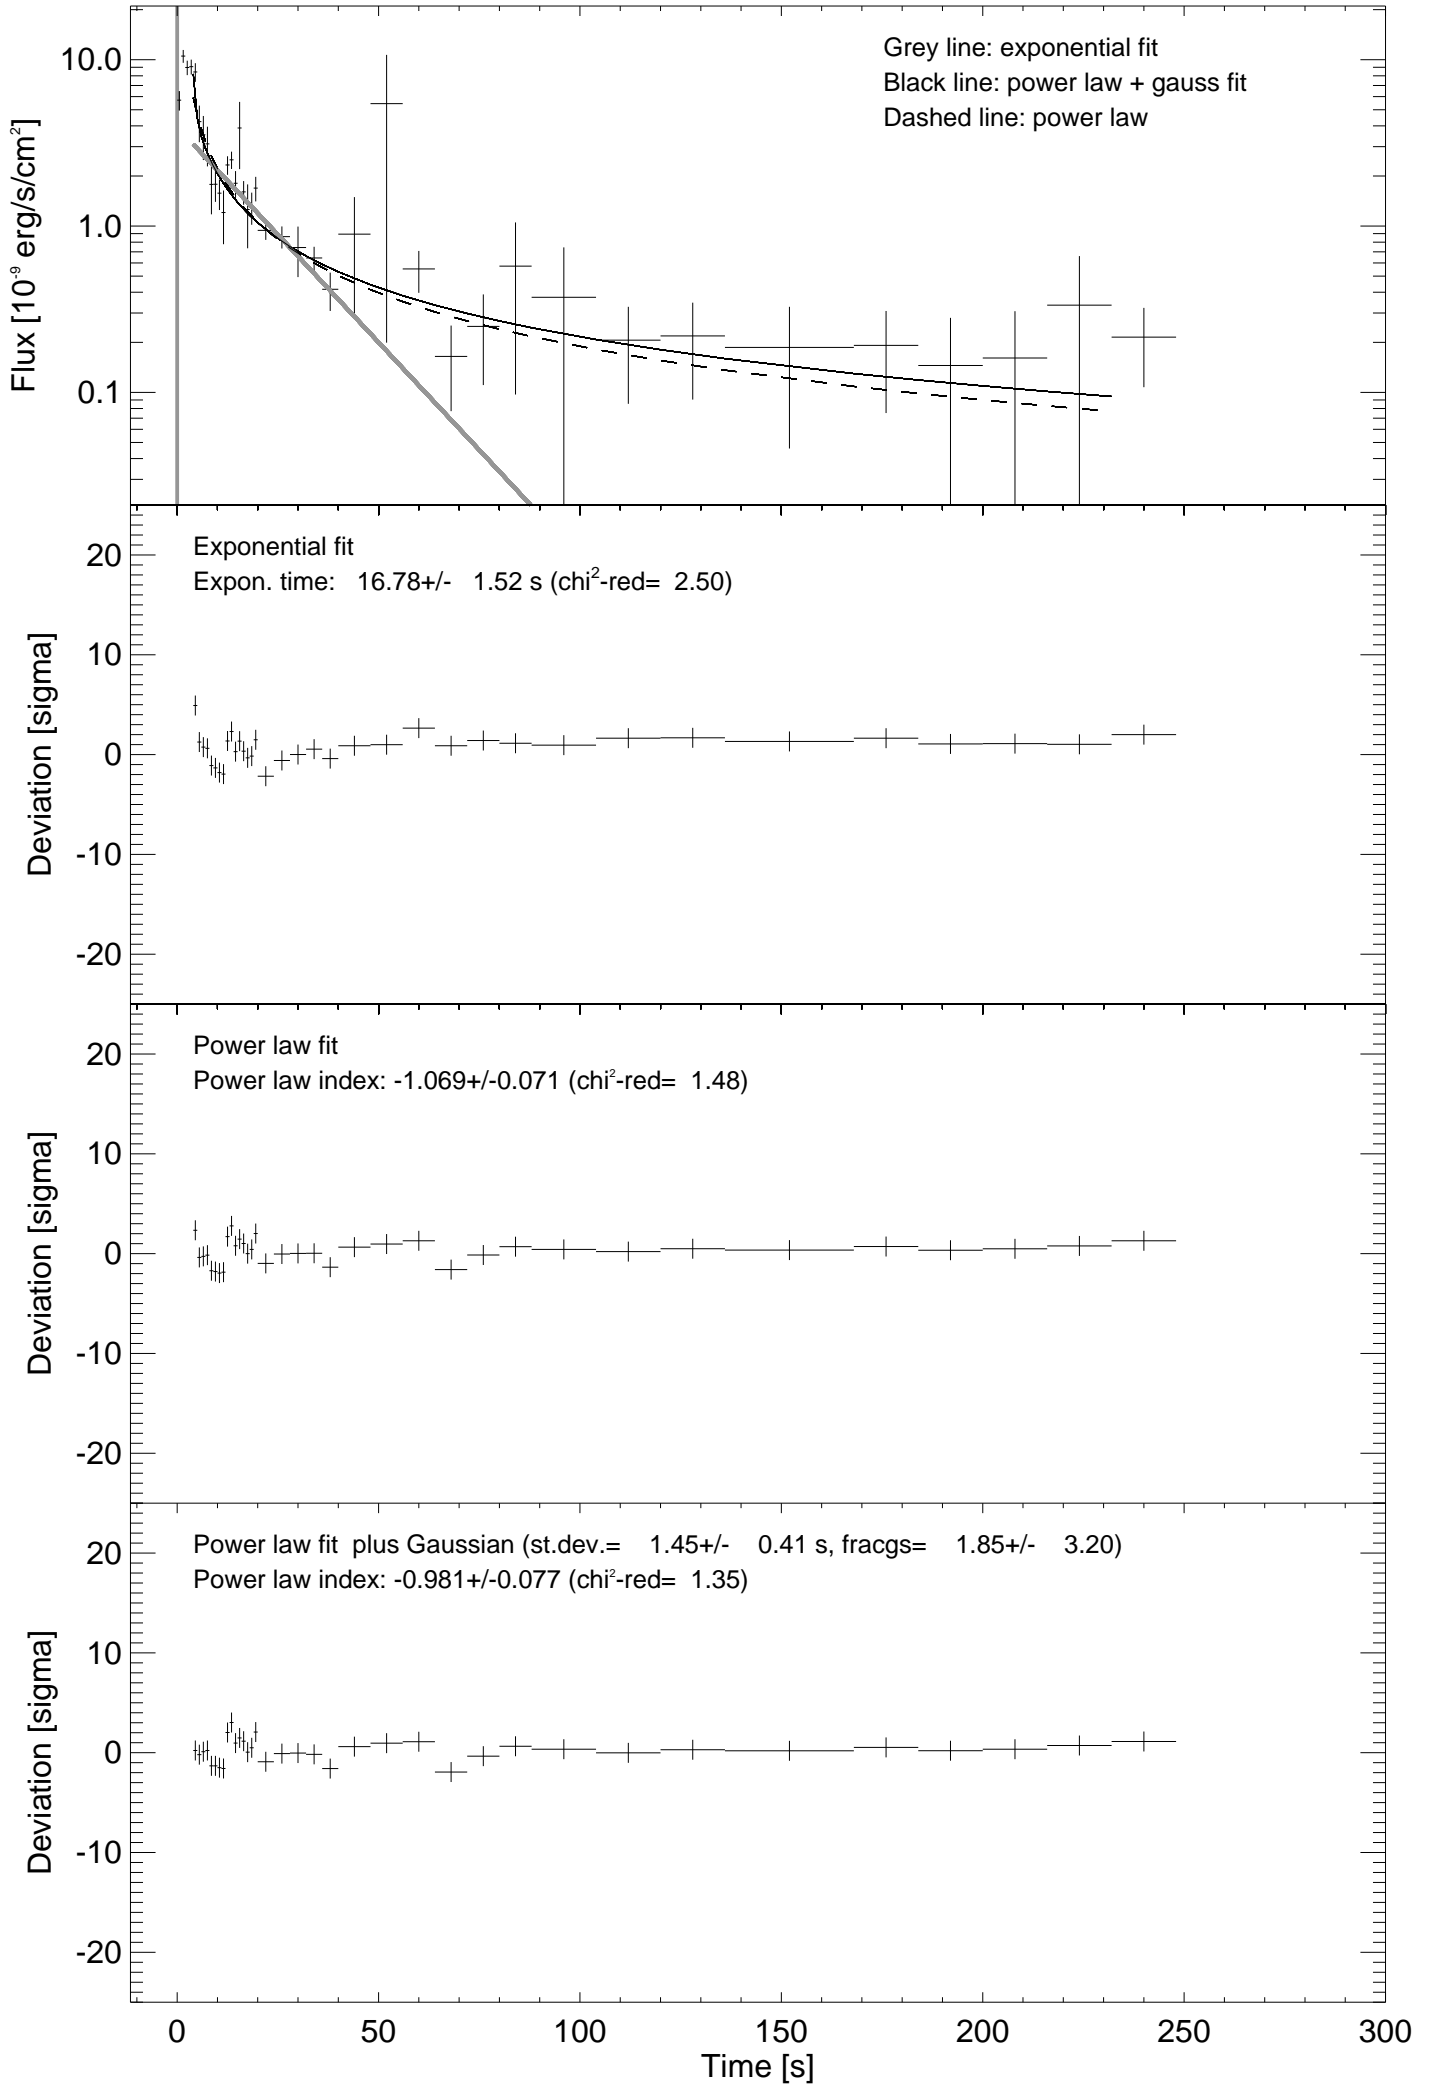 Grey line: exponential fit
Black line: power law + gauss fit
Dashed line: power law
Flux [10⁻⁹ erg/s/cm²]
10.0
1.0
0.1
Exponential fit
Expon. time: 16.78+/- 1.52 s (chi²-red= 2.50)
Deviation [sigma]
20
10
0
-10
-20
Power law fit
Power law index: -1.069+/-0.071 (chi²-red= 1.48)
Deviation [sigma]
20
10
0
-10
-20
Power law fit plus Gaussian (st.dev.= 1.45+/- 0.41 s, fracgs= 1.85+/- 3.20)
Power law index: -0.981+/-0.077 (chi²-red= 1.35)
Deviation [sigma]
20
10
0
-10
-20
0 50 100 150 200 250 300
Time [s]